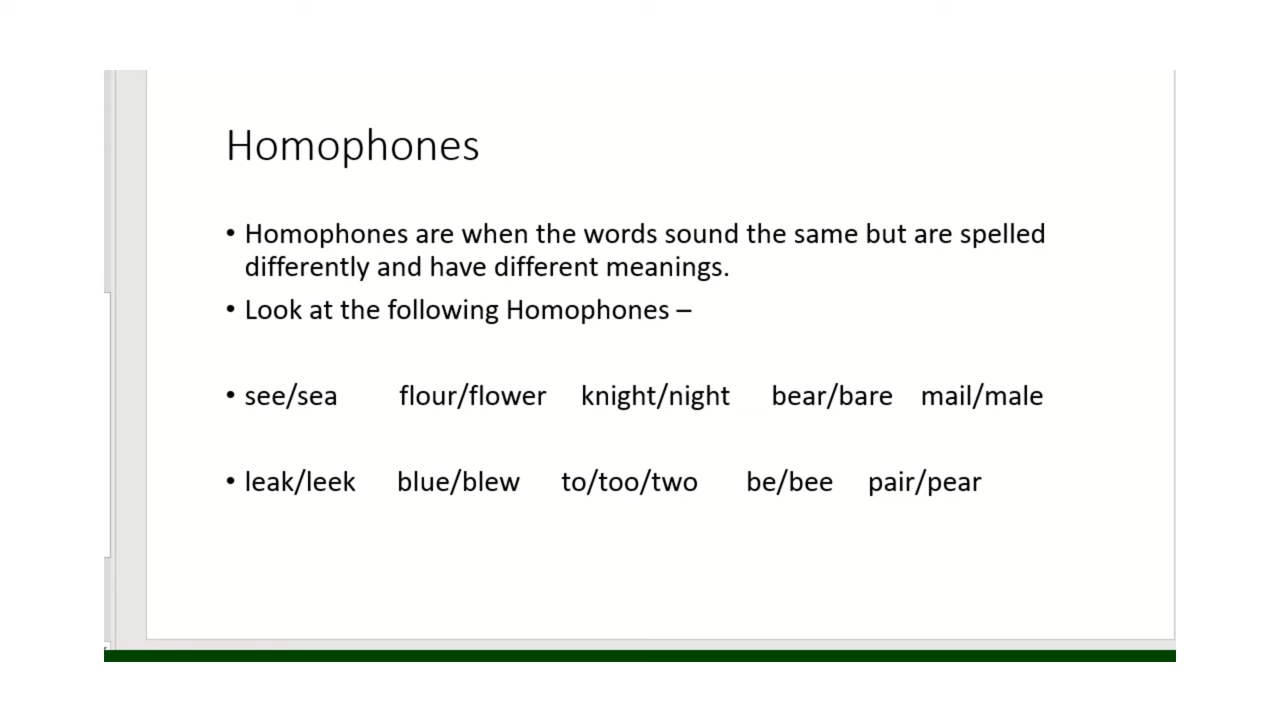 Homophones
• Homophones are when the words sound the same but are spelled
differently and have different meanings.
• Look at the following Homophones –
• see/sea flour/flower knight/night bear/bare mail/male
• leak/leek blue/blew to/too/two be/bee pair/pear